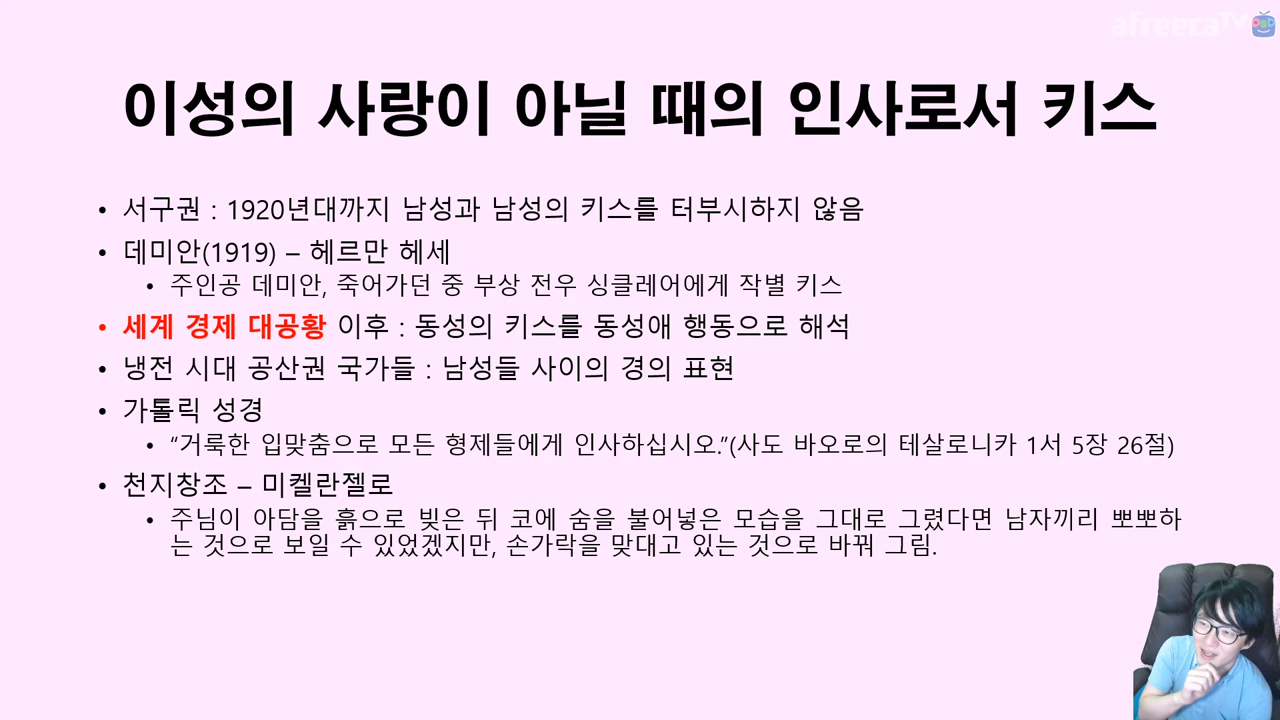 afreecaTV
이성의 사랑이 아닐 때의 인사로서 키스
• 서구권 : 1920년대까지 남성과 남성의 키스를 터부시하지 않음
• 데미안(1919) – 헤르만 헤세
• 주인공 데미안, 죽어가던 중 부상 전우 싱클레어에게 작별 키스
• 세계 경제 대공황 이후 : 동성의 키스를 동성애 행동으로 해석
• 냉전 시대 공산권 국가들 : 남성들 사이의 경의 표현
• 가톨릭 성경
• “거룩한 입맞춤으로 모든 형제들에게 인사하십시오.”(사도 바오로의 테살로니카 1서 5장 26절)
• 천지창조 – 미켈란젤로
• 주님이 아담을 흙으로 빚은 뒤 코에 숨을 불어넣은 모습을 그대로 그렸다면 남자끼리 뽀뽀하
는 것으로 보일 수 있었겠지만, 손가락을 맞대고 있는 것으로 바꿔 그림.